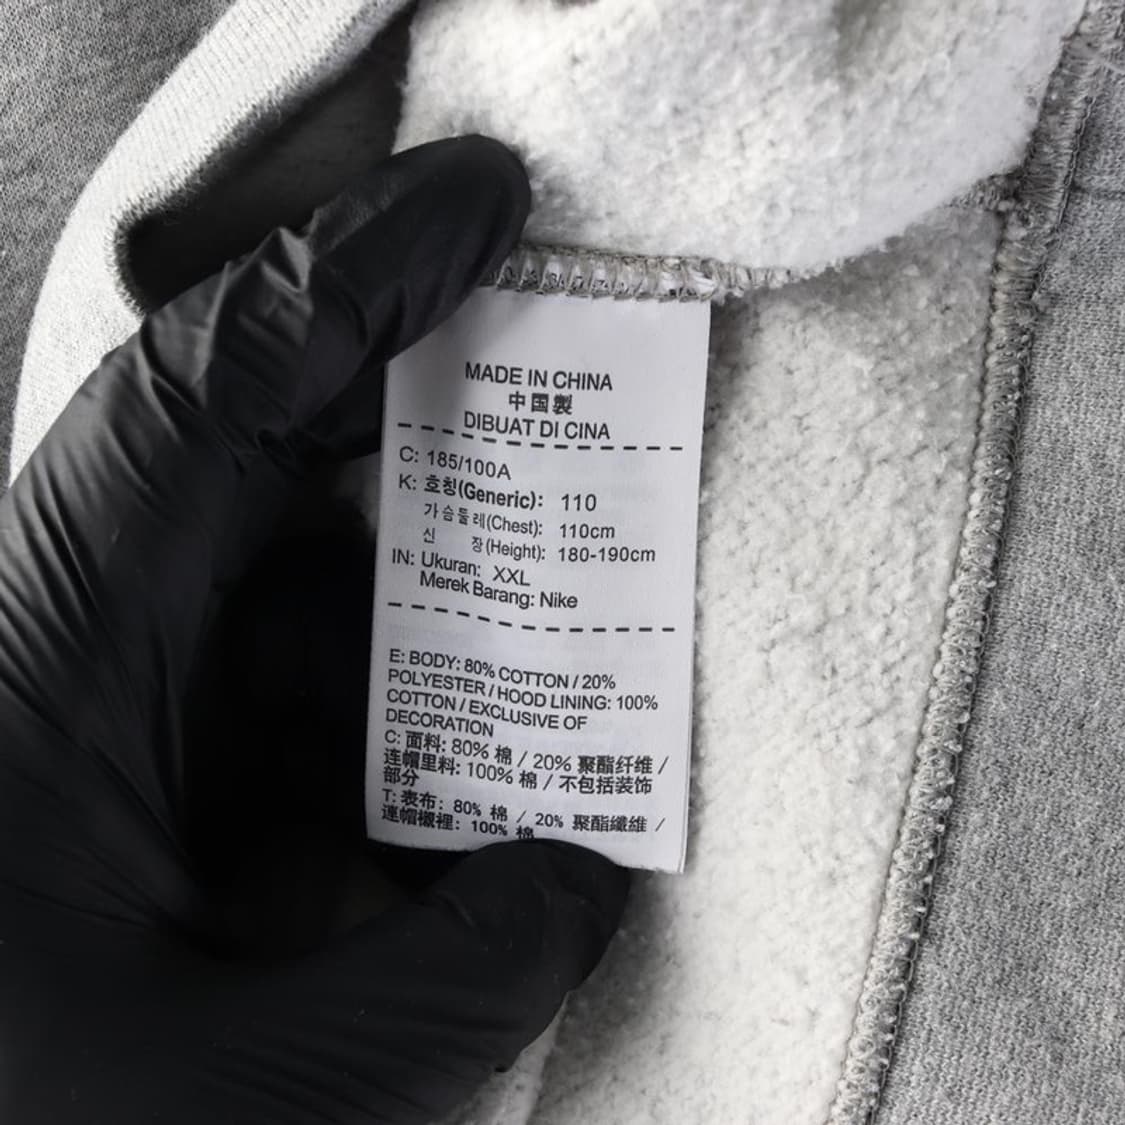 MADE IN CHINA
中国製
DIBUAT DI CINA
C: 185/100A
K: 호칭(Generic): 110
가슴둘레(Chest): 110cm
신 장(Height): 180-190cm
IN: Ukuran: XXL
Merek Barang: Nike
E: BODY: 80% COTTON / 20%
POLYESTER / HOOD LINING: 100%
COTTON / EXCLUSIVE OF
DECORATION
C: 面料: 80% 棉 / 20% 聚酯纤维 /
连帽里料: 100% 棉 / 不包括装饰
部分
T: 表布: 80% 棉 / 20% 聚酯纖維 /
連帽襯裡: 100% 棉